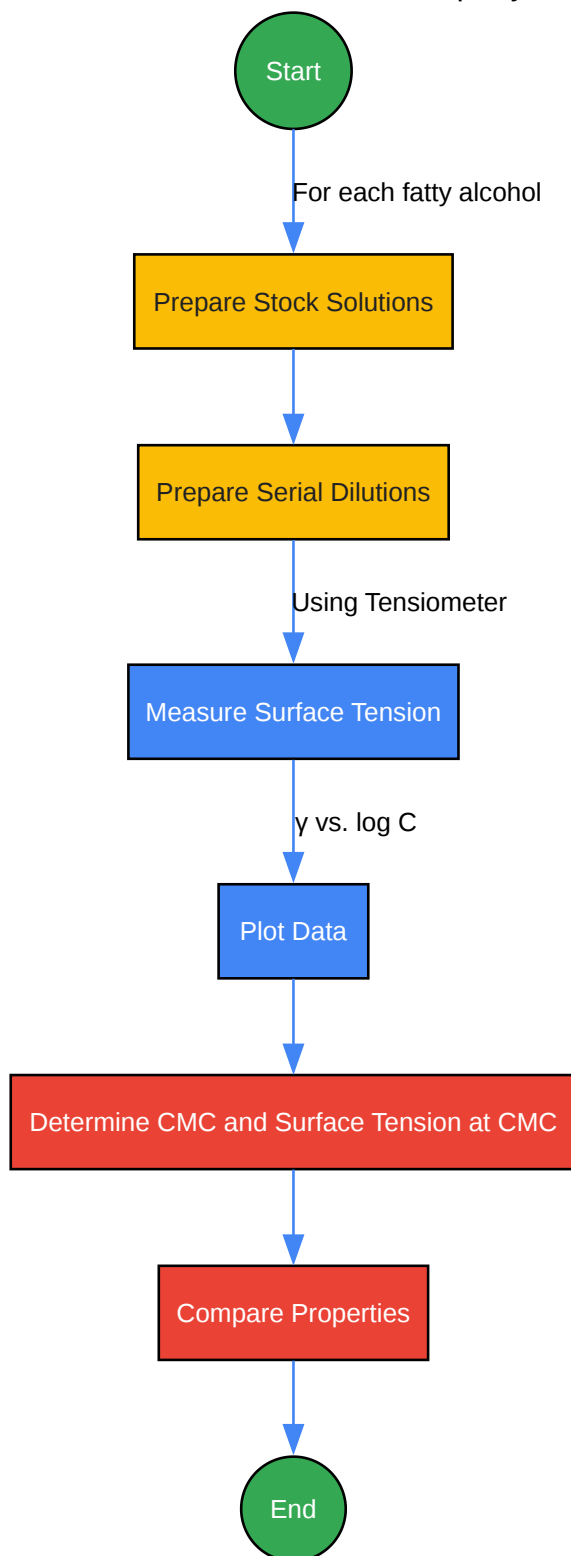 Start
For each fatty alcohol
Prepare Stock Solutions
Prepare Serial Dilutions
Using Tensiometer
Measure Surface Tension
γ vs. log C
Plot Data
Determine CMC and Surface Tension at CMC
Compare Properties
End